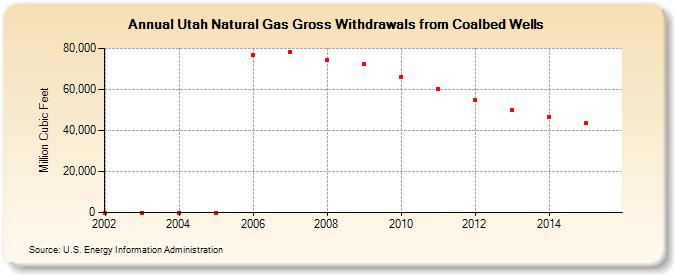 Annual Utah Natural Gas Gross Withdrawals from Coalbed Wells
Million Cubic Feet
80,000
60,000
40,000
20,000
0
2002 2004 2006 2008 2010 2012 2014
Source: U.S. Energy Information Administration